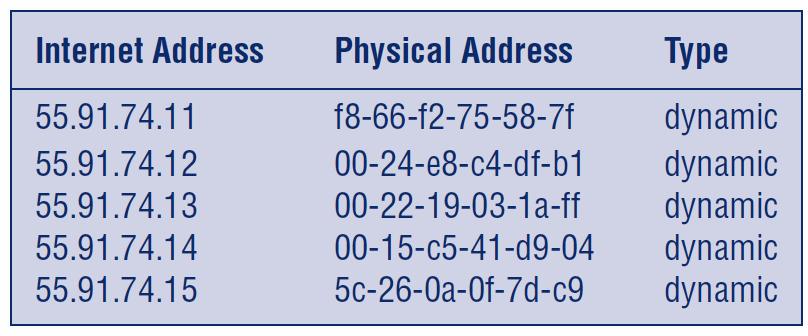 Internet Address Physical Address Type
55.91.74.11 f8-66-f2-75-58-7f dynamic
55.91.74.12 00-24-e8-c4-df-b1 dynamic
55.91.74.13 00-22-19-03-1a-ff dynamic
55.91.74.14 00-15-c5-41-d9-04 dynamic
55.91.74.15 5c-26-0a-0f-7d-c9 dynamic